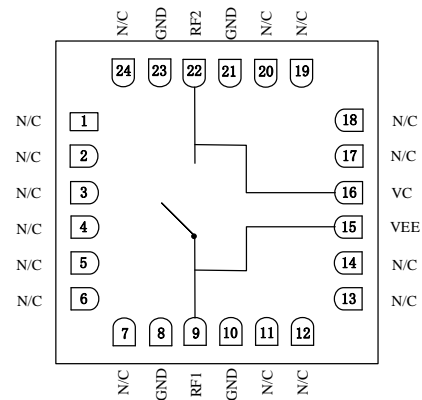 N/C GND RF2 GND N/C N/C
24 23 22 21 20 19
N/C 1 18 N/C
N/C 2 17 N/C
N/C 3 16 VC
N/C 4 15 VEE
N/C 5 14 N/C
N/C 6 13 N/C
7 8 9 10 11 12
N/C GND RF1 GND N/C N/C